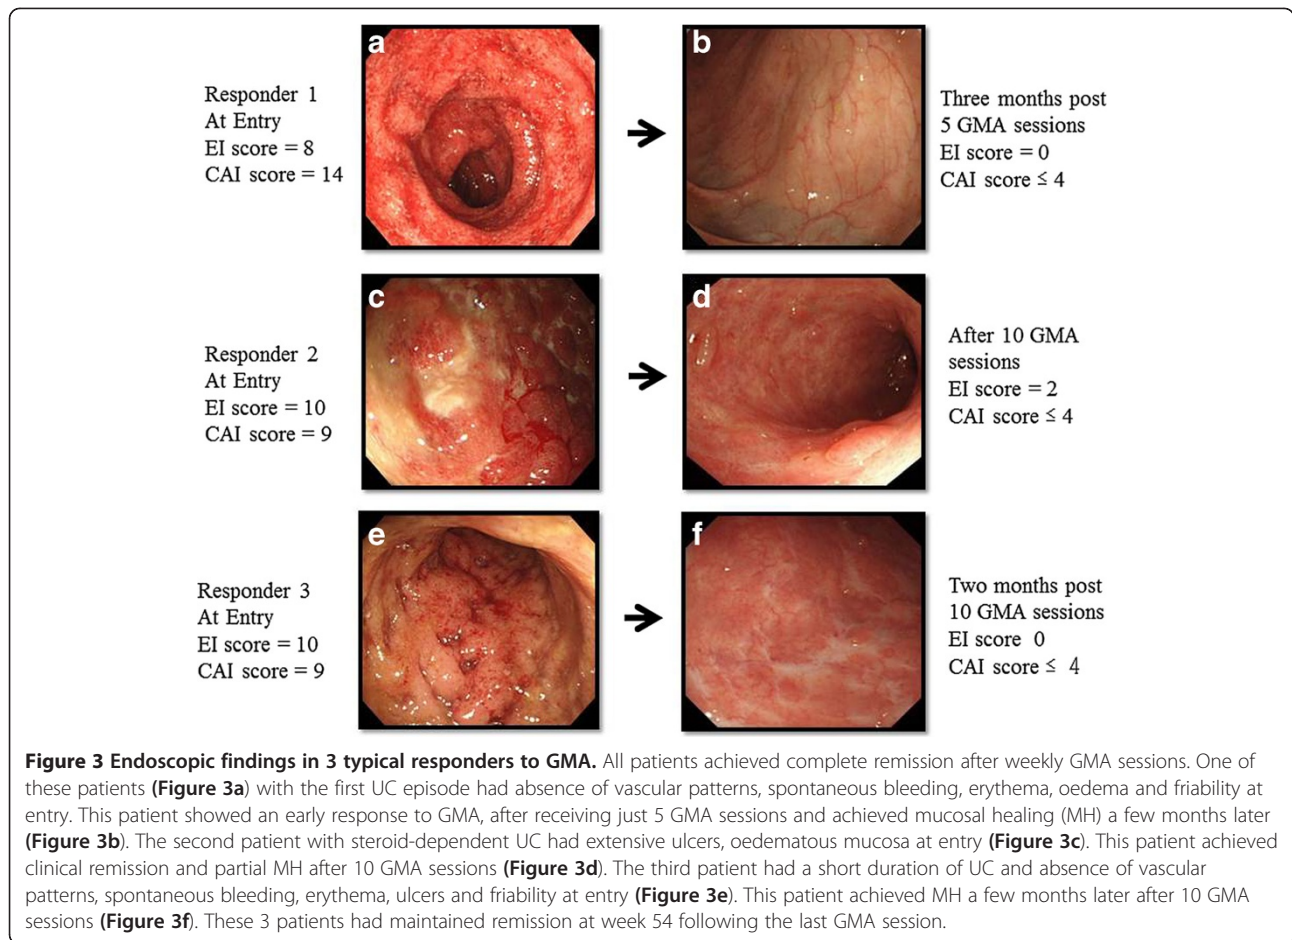 a
b
Responder 1
At Entry
EI score = 8
CAI score = 14
Three months post
5 GMA sessions
EI score = 0
CAI score ≤ 4
c
d
Responder 2
At Entry
EI score = 10
CAI score = 9
After 10 GMA
sessions
EI score = 2
CAI score ≤ 4
e
f
Responder 3
At Entry
EI score = 10
CAI score = 9
Two months post
10 GMA sessions
EI score 0
CAI score ≤ 4
Figure 3 Endoscopic findings in 3 typical responders to GMA. All patients achieved complete remission after weekly GMA sessions. One of
these patients (Figure 3a) with the first UC episode had absence of vascular patterns, spontaneous bleeding, erythema, oedema and friability at
entry. This patient showed an early response to GMA, after receiving just 5 GMA sessions and achieved mucosal healing (MH) a few months later
(Figure 3b). The second patient with steroid-dependent UC had extensive ulcers, oedematous mucosa at entry (Figure 3c). This patient achieved
clinical remission and partial MH after 10 GMA sessions (Figure 3d). The third patient had a short duration of UC and absence of vascular
patterns, spontaneous bleeding, erythema, ulcers and friability at entry (Figure 3e). This patient achieved MH a few months later after 10 GMA
sessions (Figure 3f). These 3 patients had maintained remission at week 54 following the last GMA session.